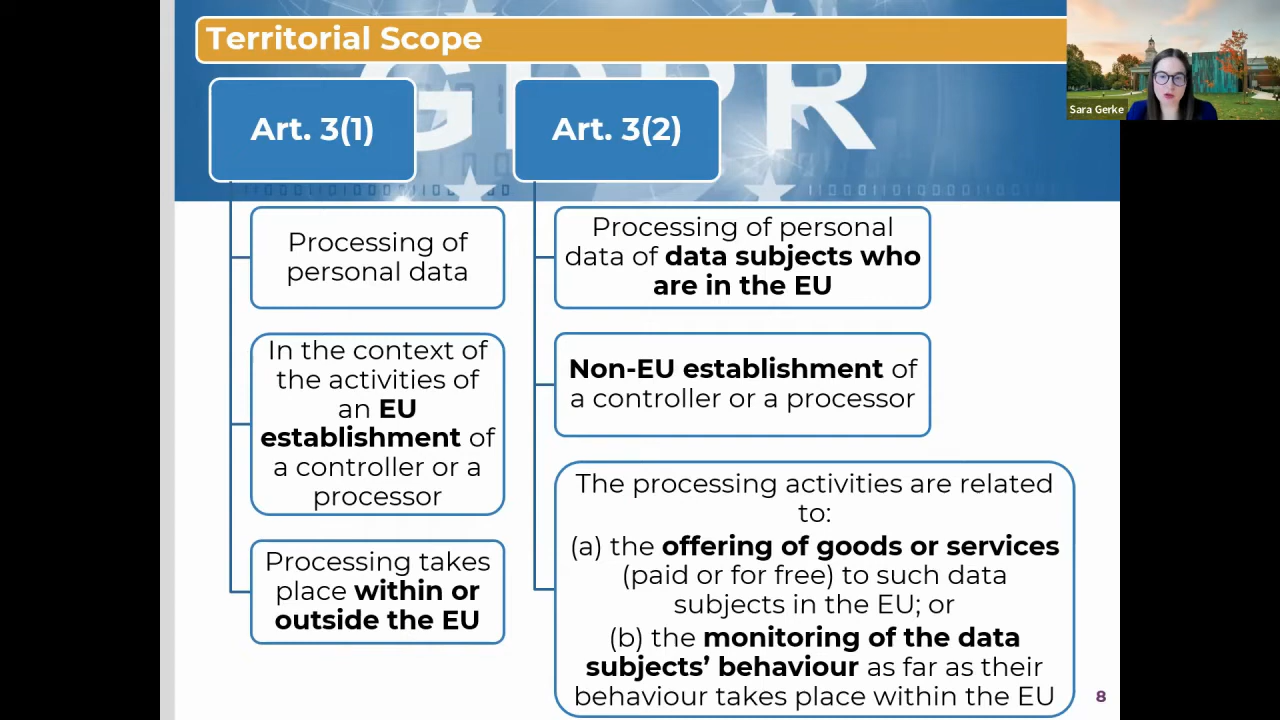 Territorial Scope
Sara Gerke
GDPR
Art. 3(1)
Processing of
personal data
In the context of
the activities of
an EU
establishment of
a controller or a
processor
Processing takes
place within or
outside the EU
Art. 3(2)
Processing of personal
data of data subjects who
are in the EU
Non-EU establishment of
a controller or a processor
The processing activities are related
to:
(a) the offering of goods or services
(paid or for free) to such data
subjects in the EU; or
(b) the monitoring of the data
subjects’ behaviour as far as their
behaviour takes place within the EU
8